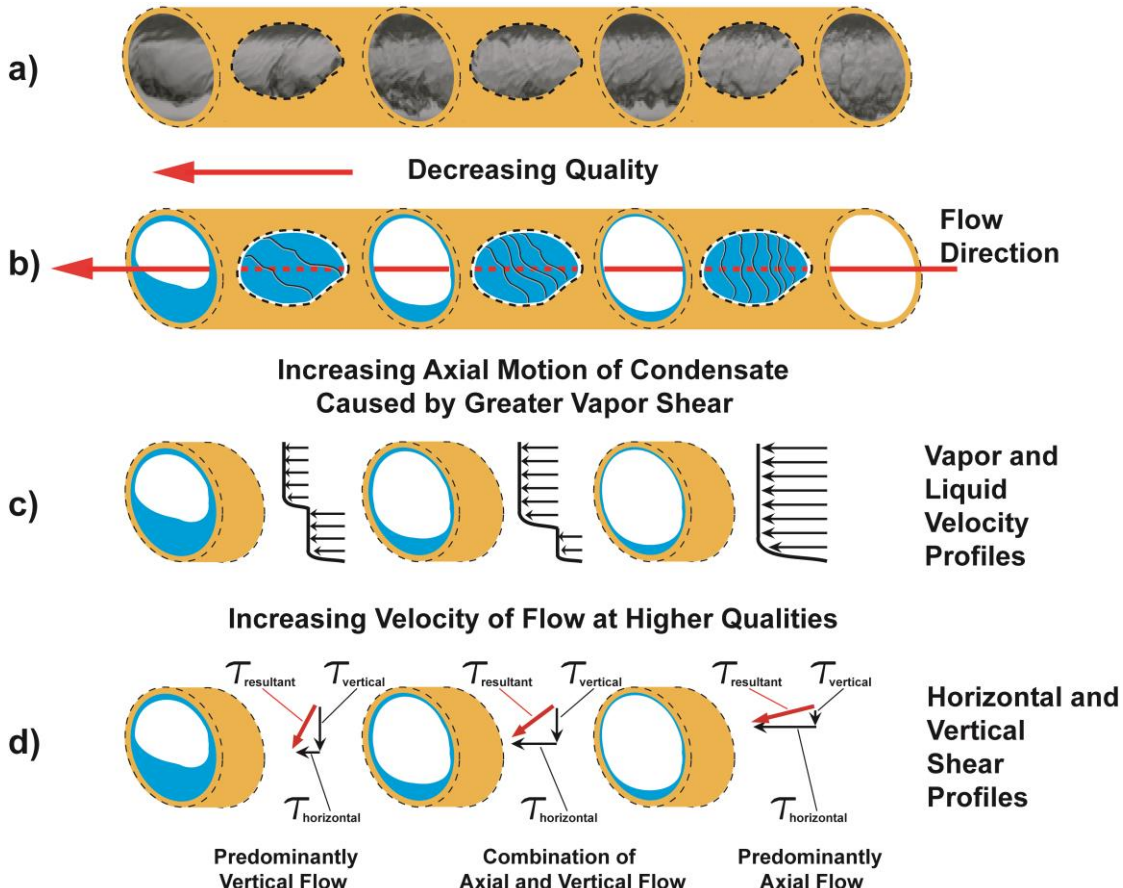 a)
Decreasing Quality
b)
Flow
Direction
Increasing Axial Motion of Condensate
Caused by Greater Vapor Shear
c)
Vapor and
Liquid
Velocity
Profiles
Increasing Velocity of Flow at Higher Qualities
d)
τresultant
τvertical
τhorizontal
τresultant
τvertical
τhorizontal
τresultant
τvertical
τhorizontal
Horizontal and
Vertical
Shear
Profiles
Predominantly
Vertical Flow
Combination of
Axial and Vertical Flow
Predominantly
Axial Flow